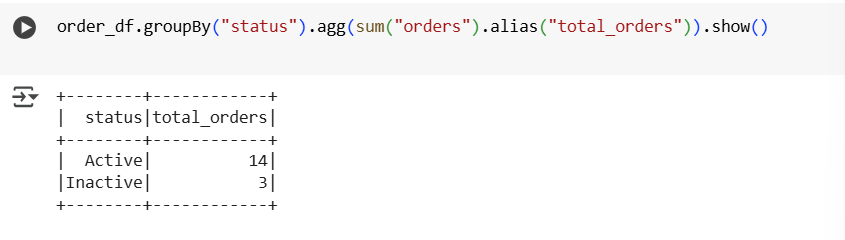 order_df.groupBy("status").agg(sum("orders").alias("total_orders")).show()
+--------+------------+
|  status|total_orders|
+--------+------------+
|  Active|          14|
|Inactive|           3|
+--------+------------+